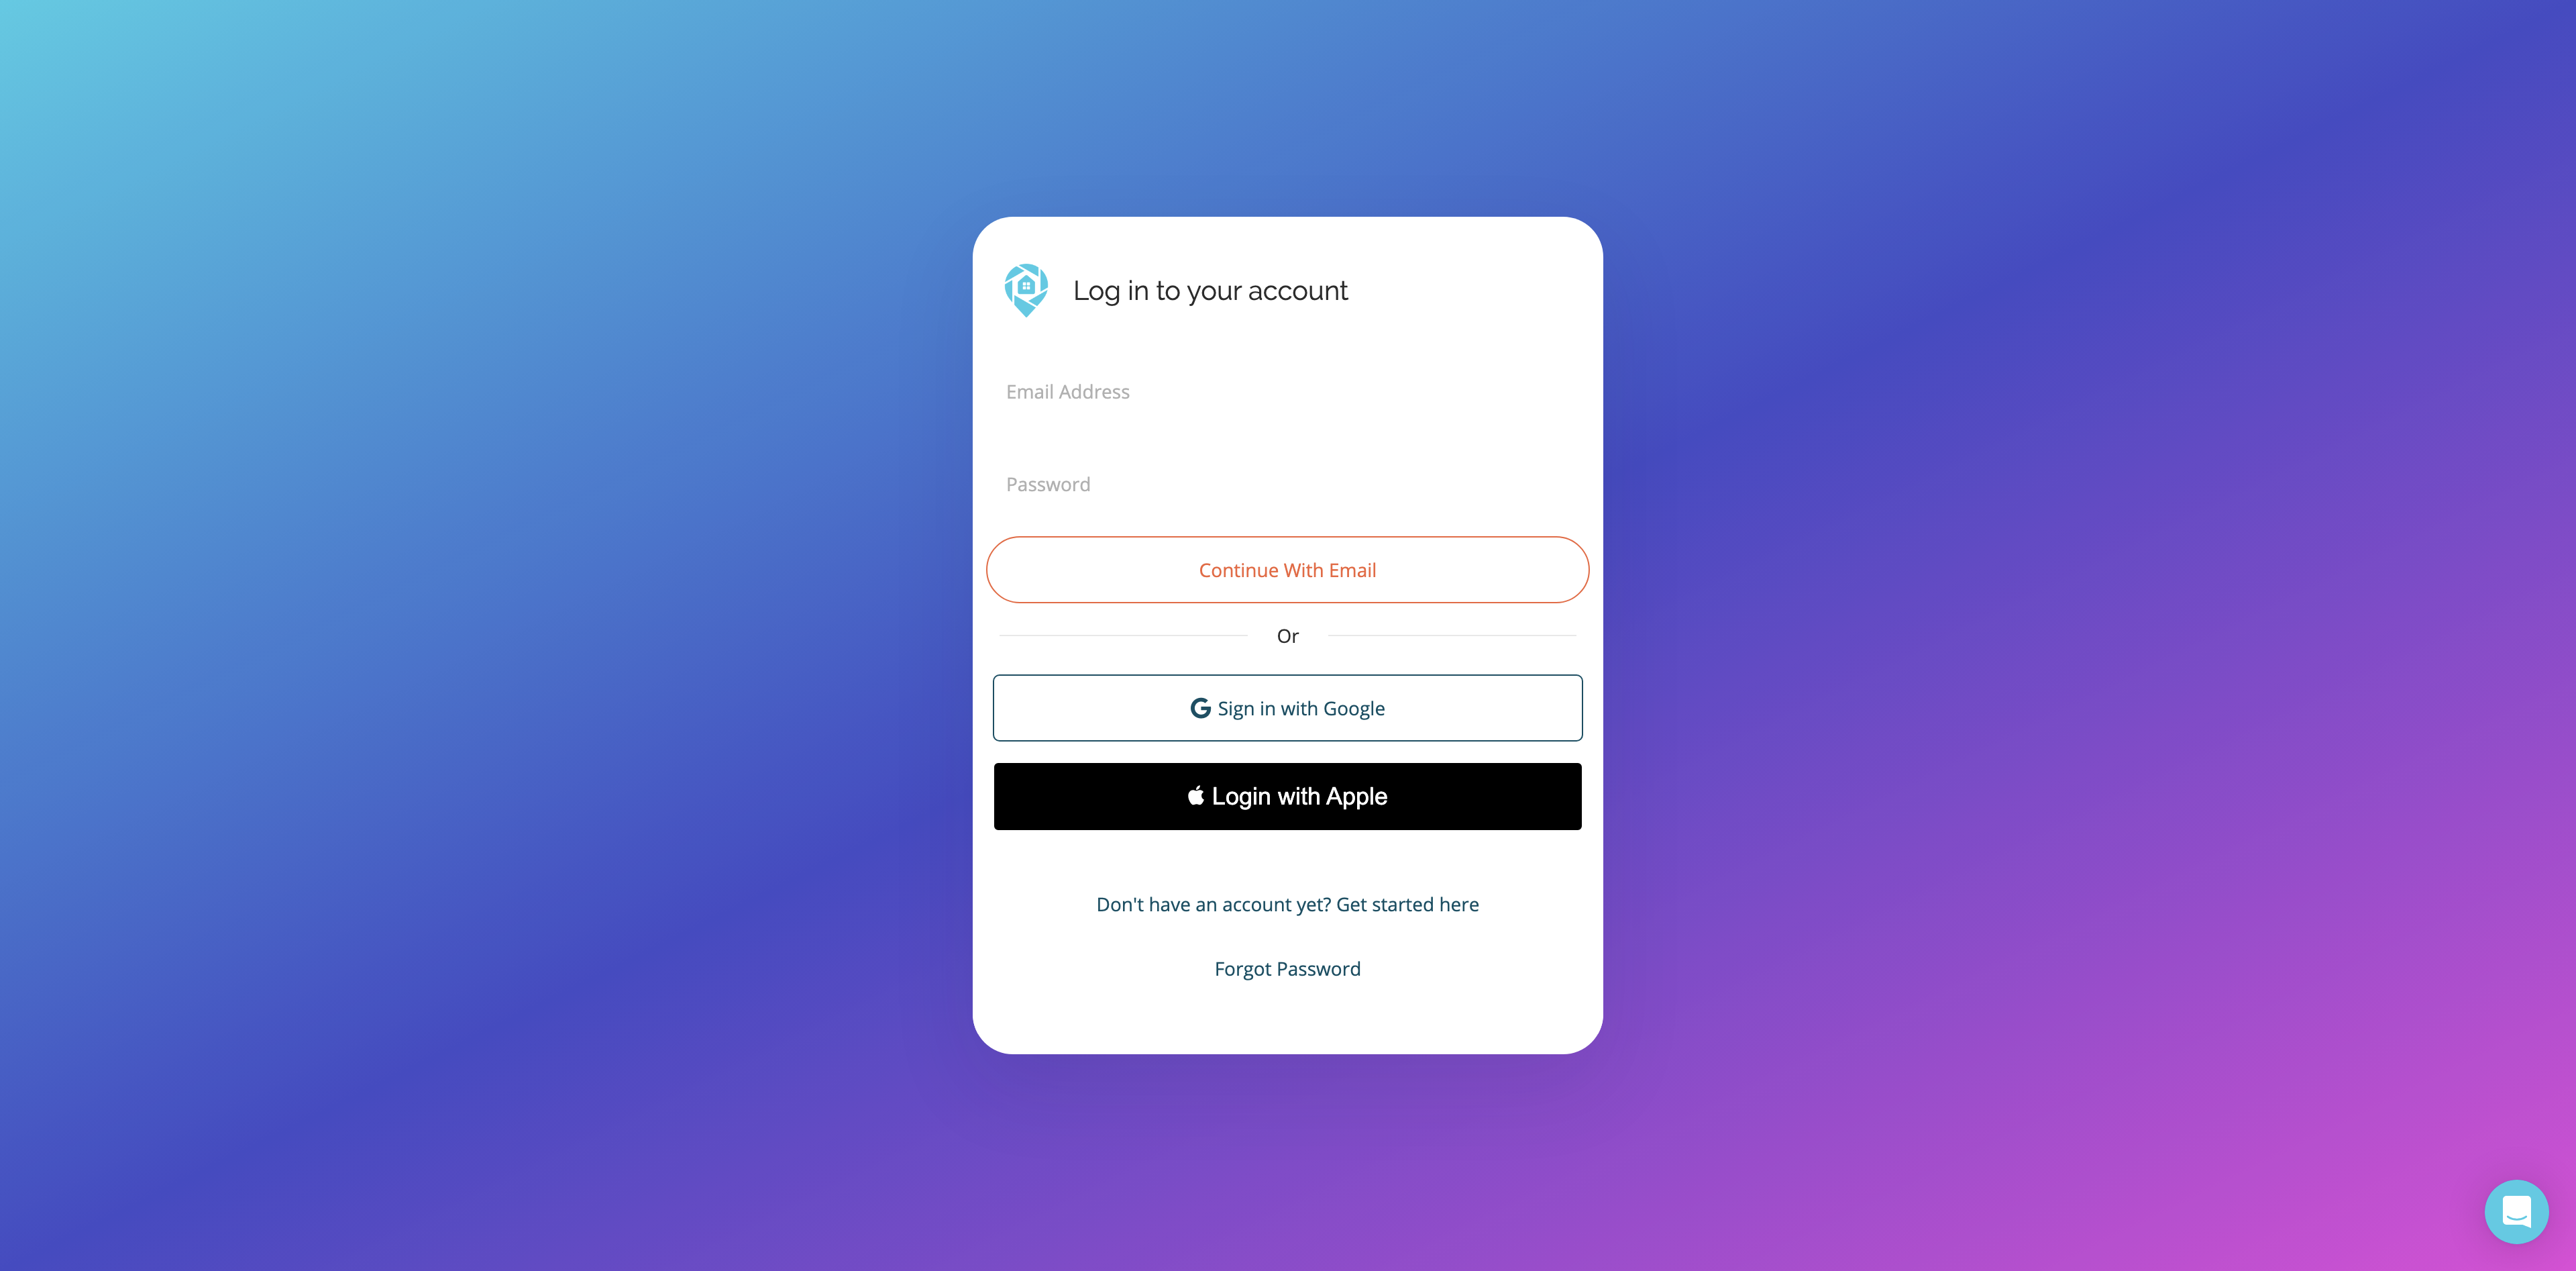 Log in to your account
Email Address
Password
Continue With Email
Or
Sign in with Google
Login with Apple
Don't have an account yet? Get started here
Forgot Password